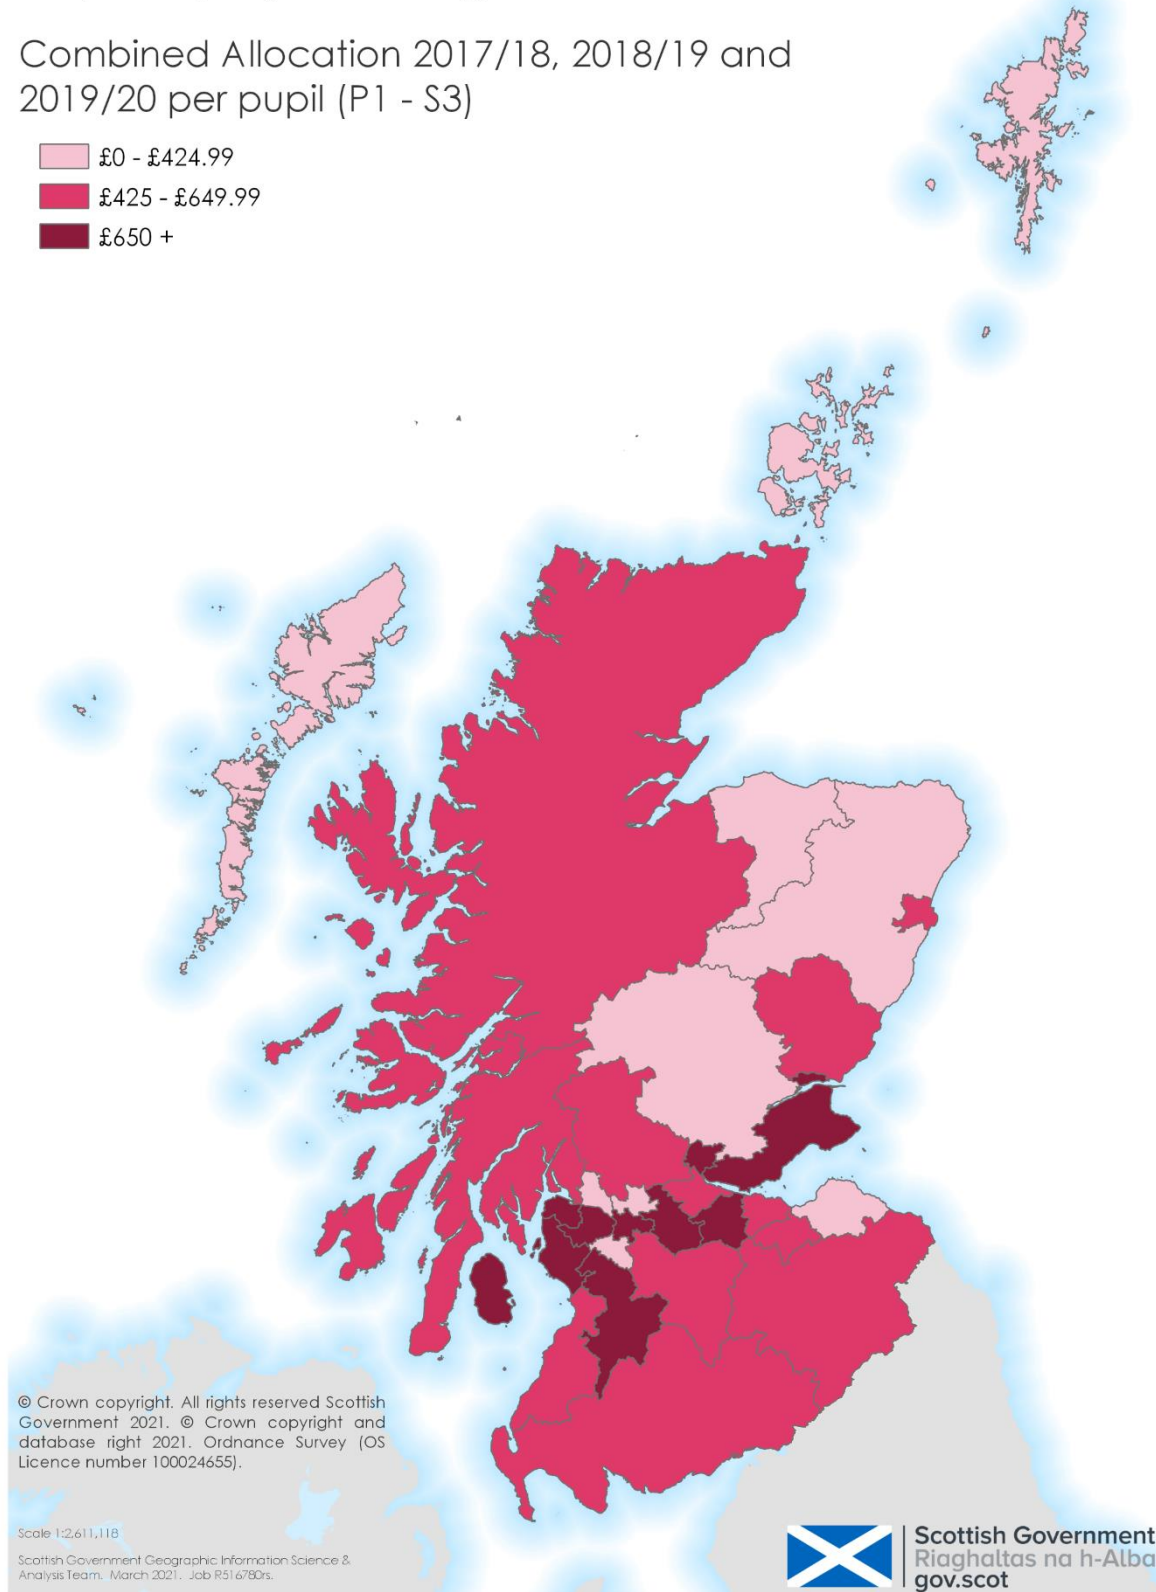 Combined Allocation 2017/18, 2018/19 and
2019/20 per pupil (P1 - S3)
£0 - £424.99
£425 - £649.99
£650 +
© Crown copyright. All rights reserved Scottish
Government 2021. © Crown copyright and
database right 2021. Ordnance Survey (OS
Licence number 100024655).
Scale 1:2,611,118
Scottish Government Geographic Information Science &
Analysis Team. March 2021. Job R516780rs.
Scottish Government
Riaghaltas na h-Alba
gov.scot